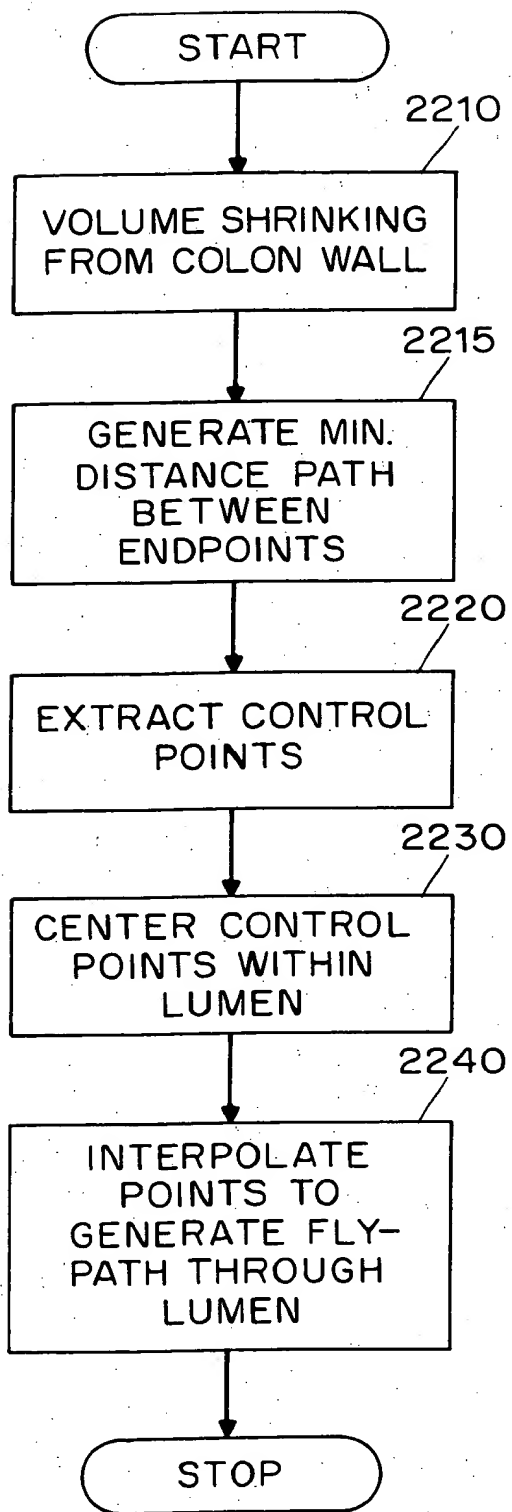 START
2210
VOLUME SHRINKING
FROM COLON WALL
2215
GENERATE MIN.
DISTANCE PATH
BETWEEN
ENDPOINTS
2220
EXTRACT CONTROL
POINTS
2230
CENTER CONTROL
POINTS WITHIN
LUMEN
2240
INTERPOLATE
POINTS TO
GENERATE FLY-
PATH THROUGH
LUMEN
STOP